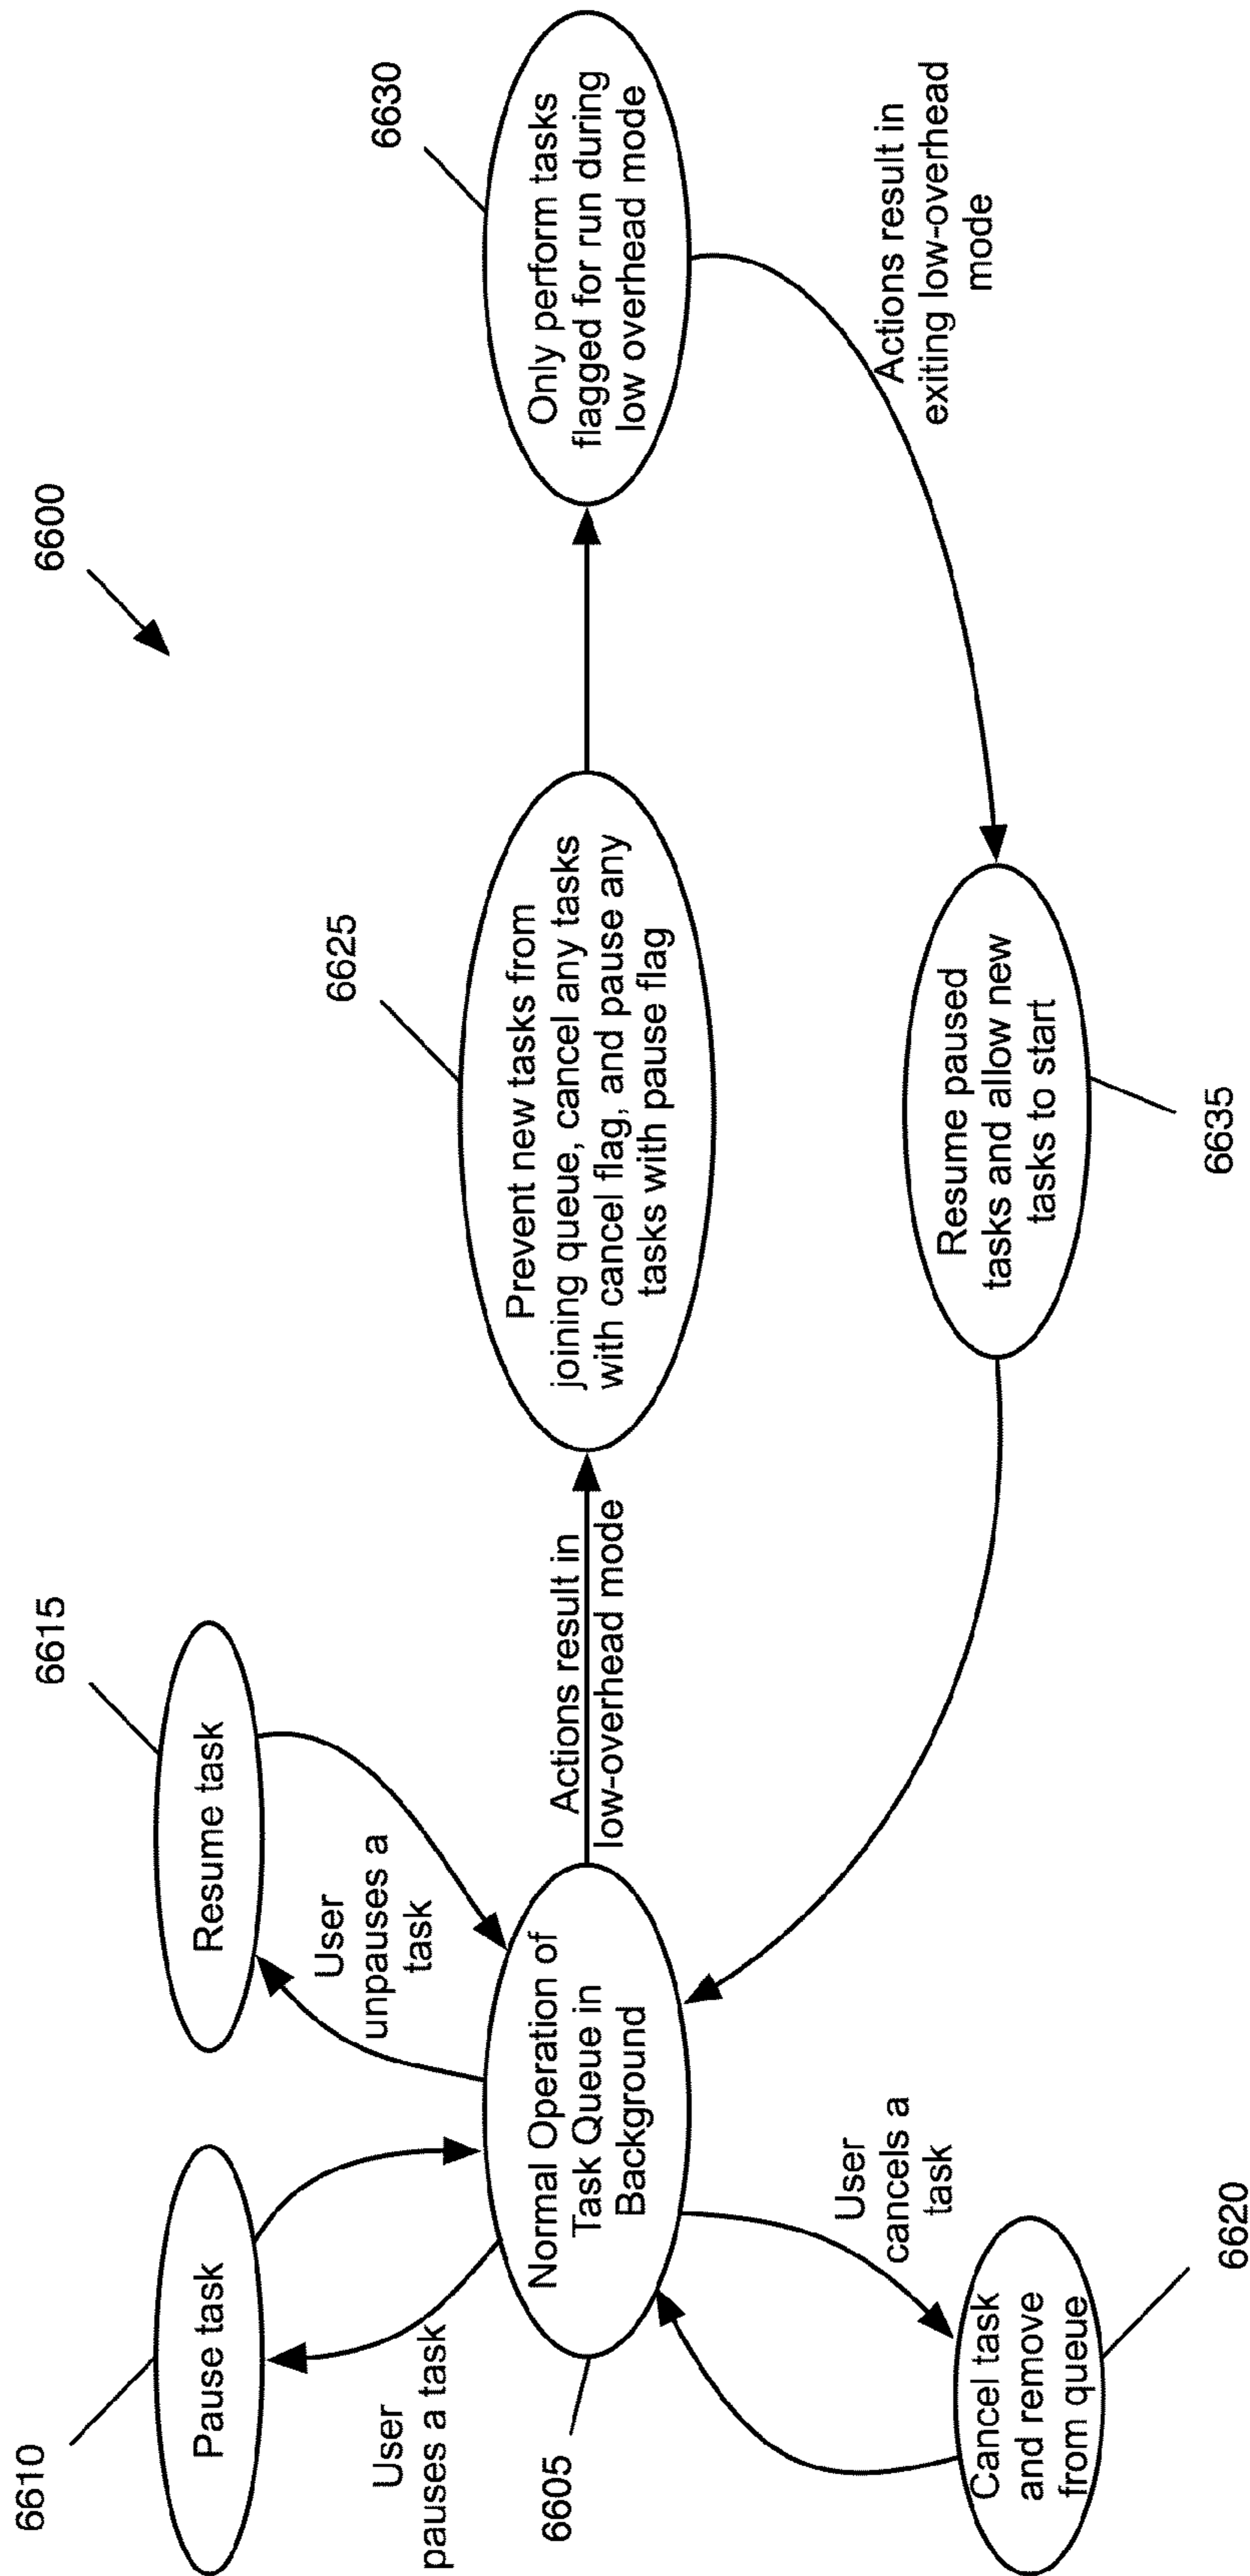 6600
6610
Pause task
6615
Resume task
User
pauses a task
User
unpauses a
task
6605
Normal Operation of
Task Queue in
Background
Actions result in
low-overhead mode
6625
Prevent new tasks from
joining queue, cancel any tasks
with cancel flag, and pause any
tasks with pause flag
6630
Only perform tasks
flagged for run during
low overhead mode
User
cancels a
task
Cancel task
and remove
from queue
6620
Resume paused
tasks and allow new
tasks to start
6635
Actions result in
exiting low-overhead
mode